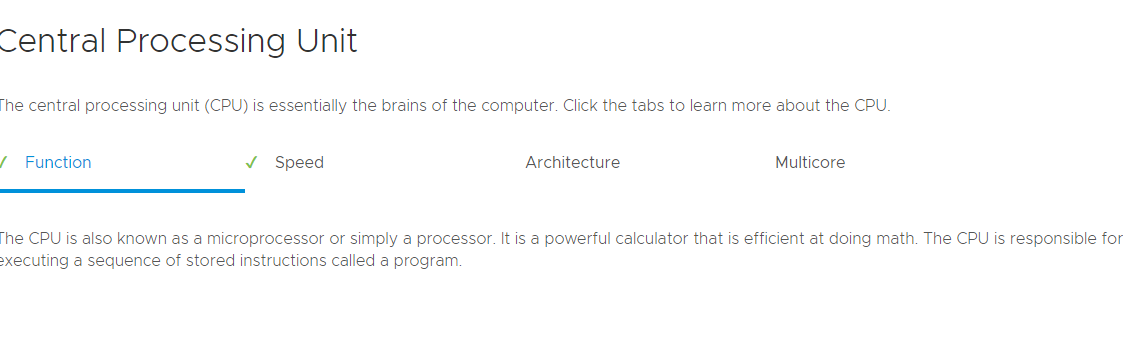 Central Processing Unit
The central processing unit (CPU) is essentially the brains of the computer. Click the tabs to learn more about the CPU.
✓ Function ✓ Speed Architecture Multicore
The CPU is also known as a microprocessor or simply a processor. It is a powerful calculator that is efficient at doing math. The CPU is responsible for
executing a sequence of stored instructions called a program.